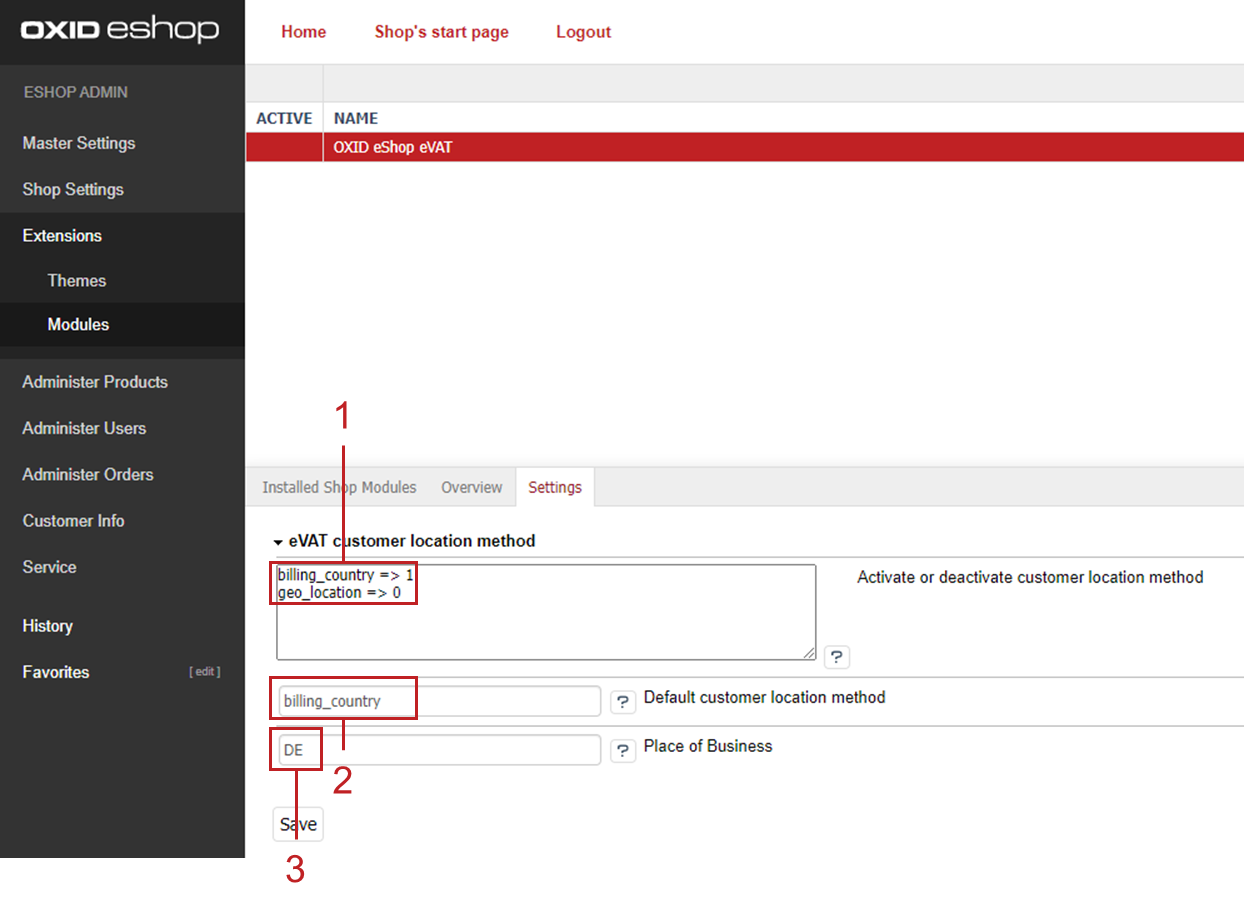 OXID eshop
Home Shop's start page Logout
ESHOP ADMIN
Master Settings
Shop Settings
Extensions
Themes
Modules
Administer Products
Administer Users
Administer Orders
Customer Info
Service
History
Favorites [ edit ]
ACTIVE NAME
OXID eShop eVAT
1
Installed Shop Modules Overview Settings
eVAT customer location method
billing_country => 1
geo_location => 0
Activate or deactivate customer location method
?
billing_country ? Default customer location method
DE ? Place of Business
2
Save
3